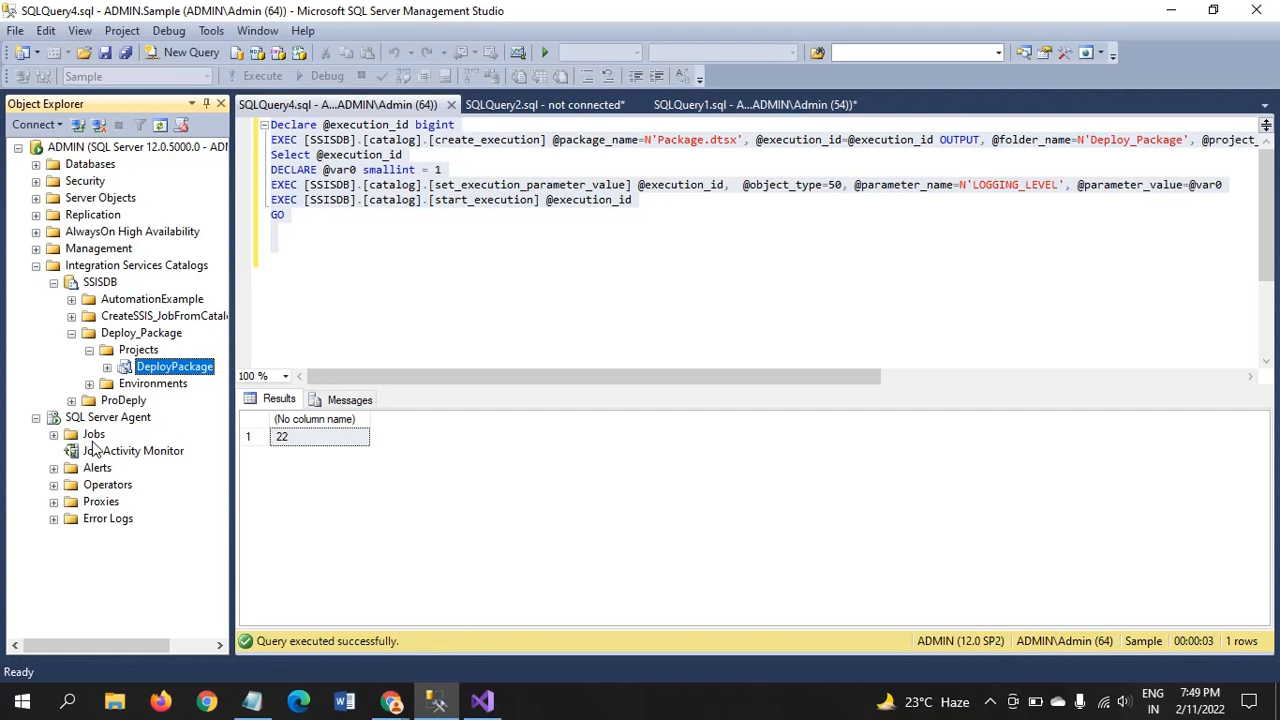 SQLQuery4.sql - ADMIN.Sample (ADMIN\Admin (64)) - Microsoft SQL Server Management Studio
File Edit View Project Debug Tools Window Help
New Query
Sample Execute Debug
Object Explorer
Connect
ADMIN (SQL Server 12.0.5000.0 - ADM
Databases
Security
Server Objects
Replication
AlwaysOn High Availability
Management
Integration Services Catalogs
SSISDB
AutomationExample
CreateSSIS_JobFromCatal
Deploy_Package
Projects
DeployPackage
Environments
ProDeply
SQL Server Agent
Jobs
Job Activity Monitor
Alerts
Operators
Proxies
Error Logs
SQLQuery4.sql - A...ADMIN\Admin (64)) SQLQuery2.sql - not connected* SQLQuery1.sql - A...ADMIN\Admin (54))*
Declare @execution_id bigint
EXEC [SSISDB].[catalog].[create_execution] @package_name=N'Package.dtsx', @execution_id=@execution_id OUTPUT, @folder_name=N'Deploy_Package', @project_
Select @execution_id
DECLARE @var0 smallint = 1
EXEC [SSISDB].[catalog].[set_execution_parameter_value] @execution_id, @object_type=50, @parameter_name=N'LOGGING_LEVEL', @parameter_value=@var0
EXEC [SSISDB].[catalog].[start_execution] @execution_id
GO
100 %
Results Messages
(No column name)
1 22
Query executed successfully. ADMIN (12.0 SP2) ADMIN\Admin (64) Sample 00:00:03 1 rows
Ready
23°C Haze ENG IN 7:49 PM 2/11/2022